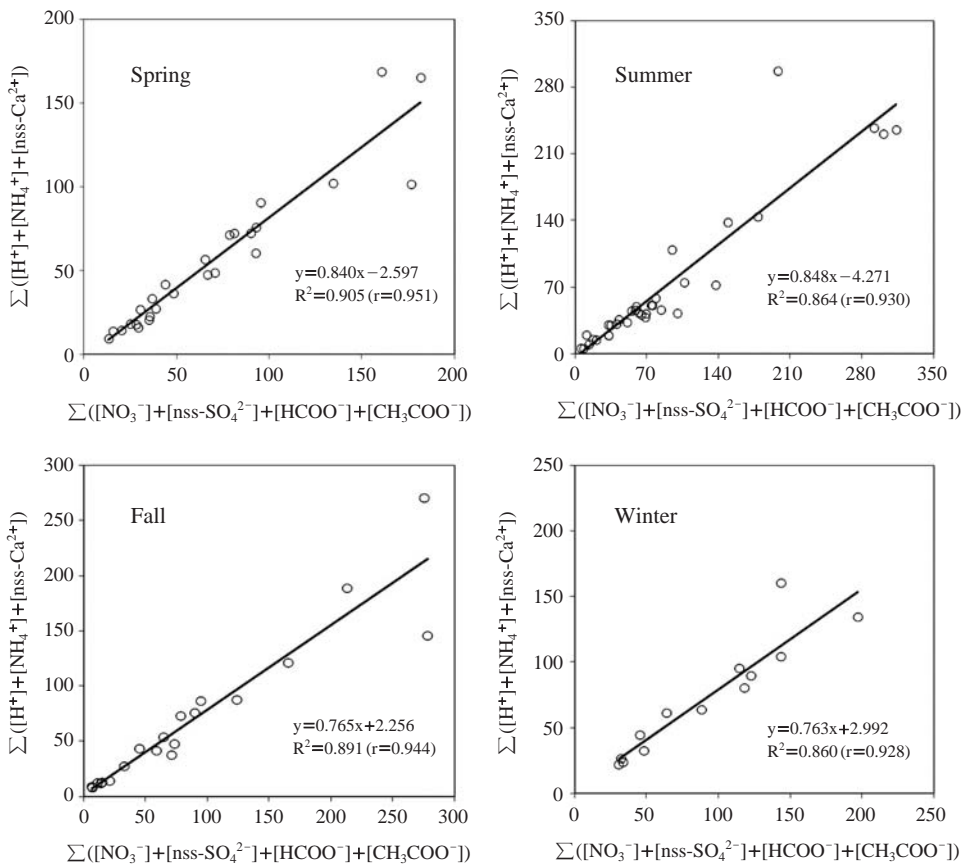 Spring
y=0.840x−2.597
R²=0.905 (r=0.951)
200
150
100
50
0
0 50 100 150 200
∑([H⁺]+[NH₄⁺]+[nss-Ca²⁺])
∑([NO₃⁻]+[nss-SO₄²⁻]+[HCOO⁻]+[CH₃COO⁻])
Summer
y=0.848x−4.271
R²=0.864 (r=0.930)
350
280
210
140
70
0
0 70 140 210 280 350
∑([H⁺]+[NH₄⁺]+[nss-Ca²⁺])
∑([NO₃⁻]+[nss-SO₄²⁻]+[HCOO⁻]+[CH₃COO⁻])
Fall
y=0.765x+2.256
R²=0.891 (r=0.944)
300
250
200
150
100
50
0
0 50 100 150 200 250 300
∑([H⁺]+[NH₄⁺]+[nss-Ca²⁺])
∑([NO₃⁻]+[nss-SO₄²⁻]+[HCOO⁻]+[CH₃COO⁻])
Winter
y=0.763x+2.992
R²=0.860 (r=0.928)
250
200
150
100
50
0
0 50 100 150 200 250
∑([H⁺]+[NH₄⁺]+[nss-Ca²⁺])
∑([NO₃⁻]+[nss-SO₄²⁻]+[HCOO⁻]+[CH₃COO⁻])